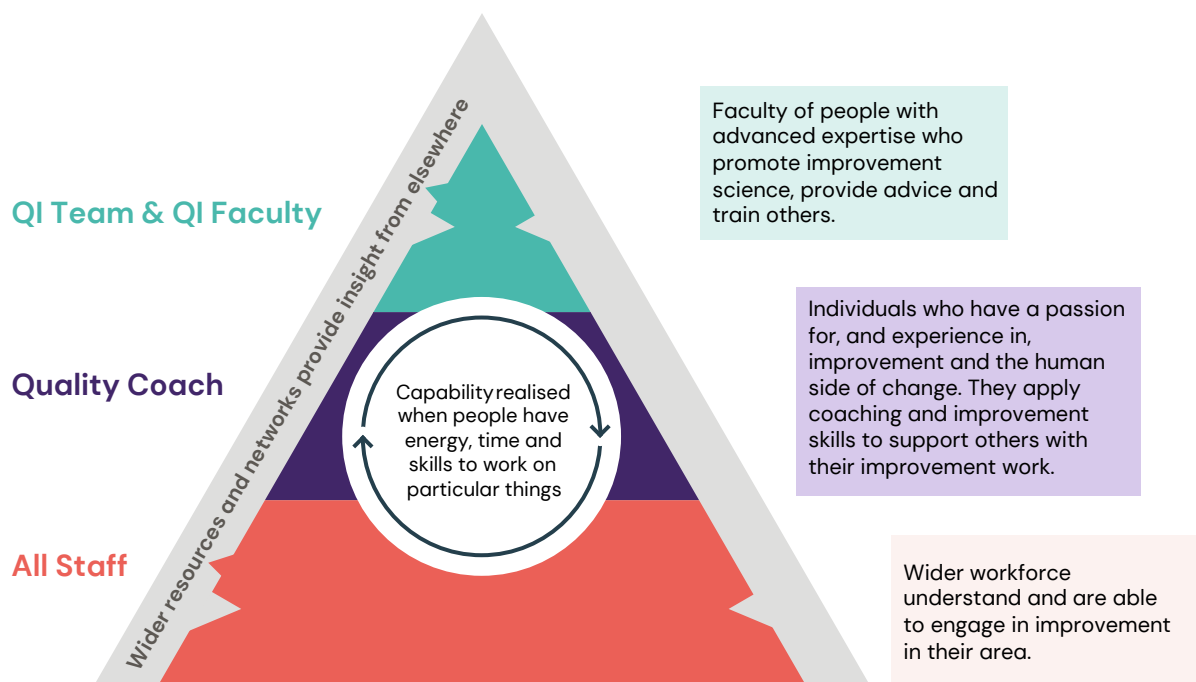 Wider resources and networks provide insight from elsewhere
QI Team & QI Faculty
Faculty of people with
advanced expertise who
promote improvement
science, provide advice and
train others.
Quality Coach
Capability realised
when people have
energy, time and
skills to work on
particular things
Individuals who have a passion
for, and experience in,
improvement and the human
side of change. They apply
coaching and improvement
skills to support others with
their improvement work.
All Staff
Wider workforce
understand and are able
to engage in improvement
in their area.